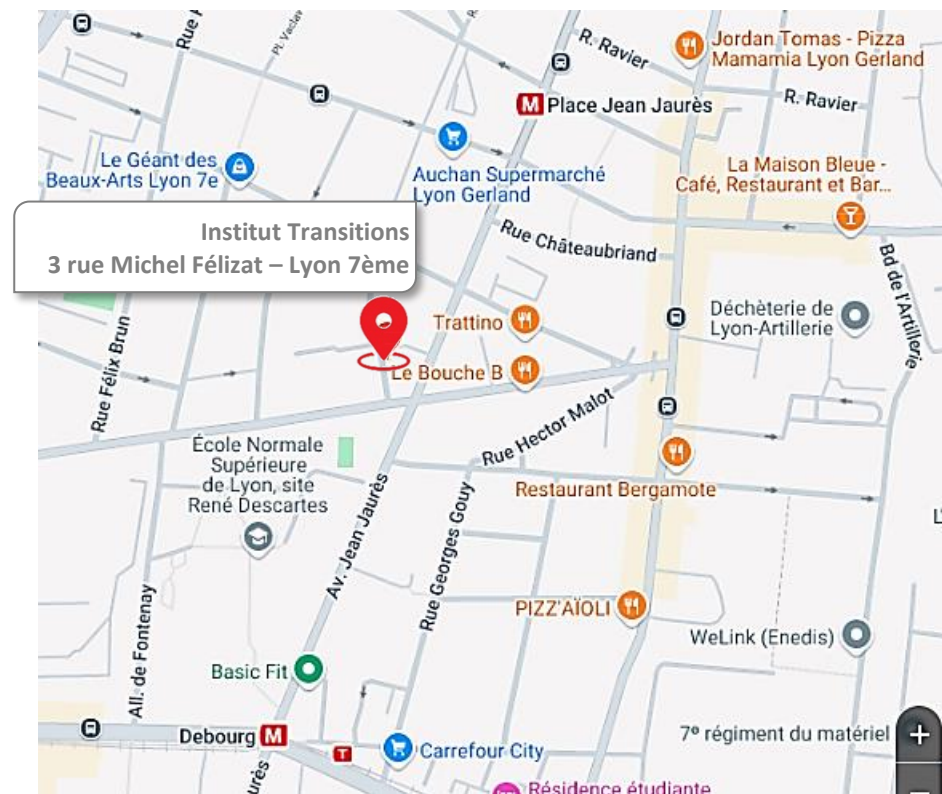 Rue F
Pl. Vaclav
R.
R. Ravier
Jordan Tomas - Pizza
Mamamia Lyon Gerland
M Place Jean Jaurès
R. Ravier
Le Géant des
Beaux-Arts Lyon 7e
Auchan Supermarché
Lyon Gerland
La Maison Bleue -
Café, Restaurant et Bar...
Institut Transitions
3 rue Michel Félizat – Lyon 7ème
Rue Châteaubriand
Bd de l'Artillerie
Déchèterie de
Lyon-Artillerie
Trattino
Rue Félix Brun
Le Bouche B
Rue Hector Malot
École Normale
Supérieure
de Lyon, site
René Descartes
Restaurant Bergamote
L'
Av. Jean Jaurès
Rue Georges Gouy
PIZZ'AÏOLI
All. de Fontenay
WeLink (Enedis)
Basic Fit
Debourg M
T
Carrefour City
7e régiment du matériel
+
urès
Résidence étudiante